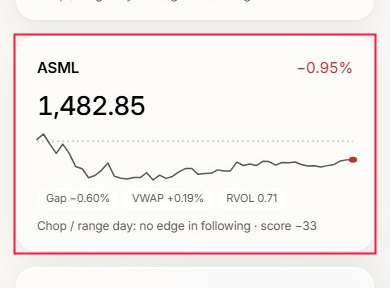 ASML −0.95%
1,482.85
Gap −0.60% VWAP +0.19% RVOL 0.71
Chop / range day: no edge in following · score −33